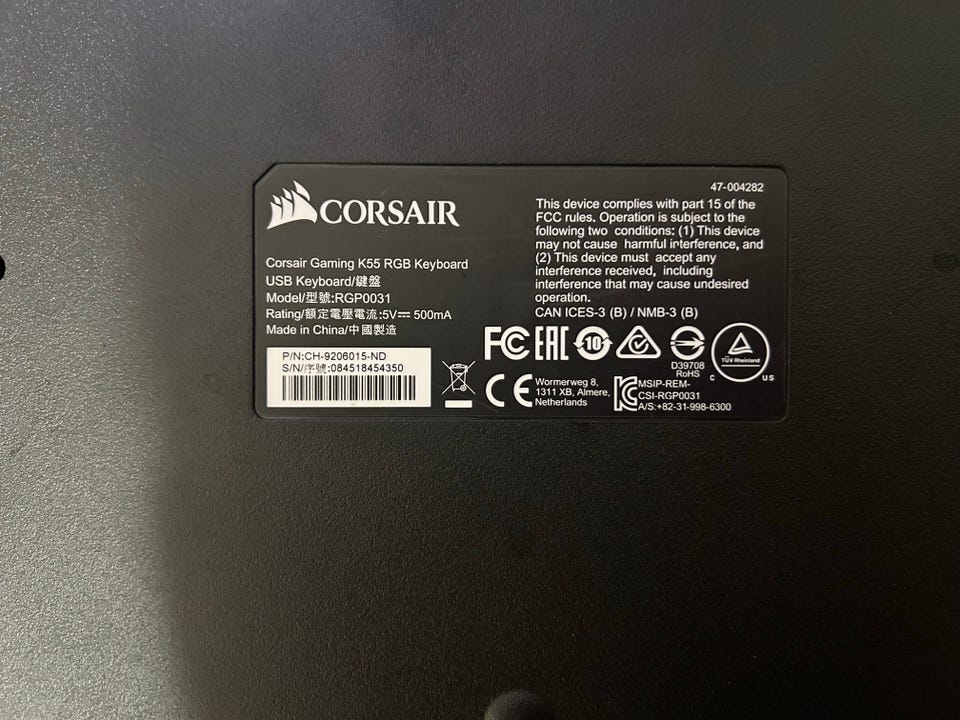 CORSAIR
Corsair Gaming K55 RGB Keyboard
USB Keyboard/鍵盤
Model/型號:RGP0031
Rating/額定電壓電流:5V⎓ 500mA
Made in China/中國製造
P/N:CH-9206015-ND
S/N/序號:084518454350
47-004282
This device complies with part 15 of the
FCC rules. Operation is subject to the
following two conditions: (1) This device
may not cause harmful interference, and
(2) This device must accept any
interference received, including
interference that may cause undesired
operation.
CAN ICES-3 (B) / NMB-3 (B)
FC EAC 10
D39708
RoHS
TÜV Rheinland
C US
CE
Wormerweg 8,
1311 XB, Almere,
Netherlands
MSIP-REM-
CSI-RGP0031
A/S:+82-31-998-6300